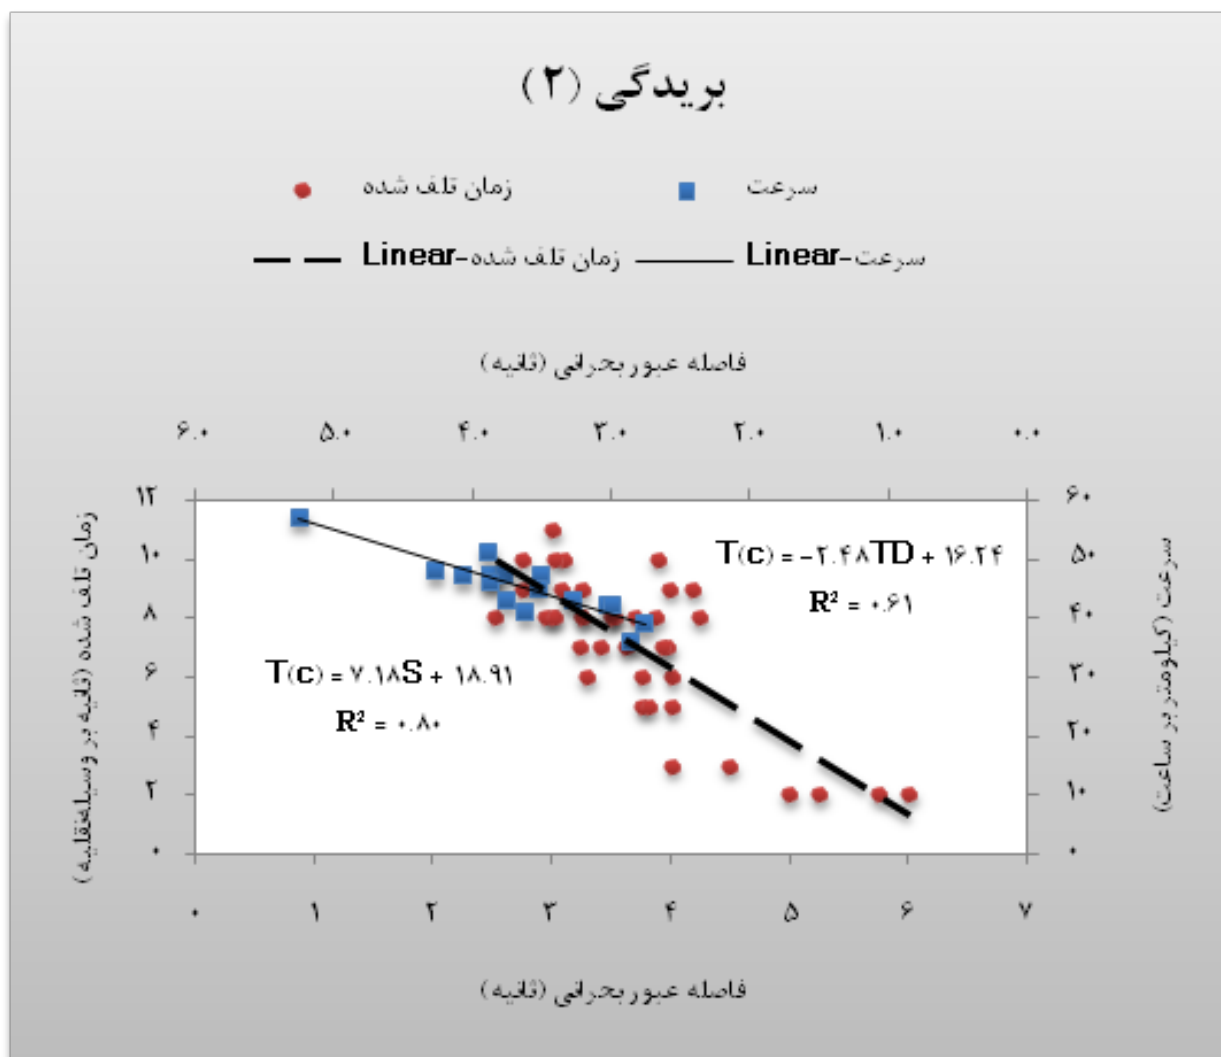 بریدگی (۲)
زمان تلف شده
سرعت
Linear-زمان تلف شده
Linear-سرعت
فاصله عبور بحرانی (ثانیه)
۶.۰ ۵.۰ ۴.۰ ۳.۰ ۲.۰ ۱.۰ ۰.۰
زمان تلف شده (ثانیه بر وسیله‌نقلیه)
۱۲
۱۰
۸
۶
۴
۲
۰
T(c) = -۲.۴۸TD + ۱۶.۲۴
R² = ۰.۶۱
T(c) = ۷.۱۸S + ۱۸.۹۱
R² = ۰.۸۰
۶۰
۵۰
۴۰
۳۰
۲۰
۱۰
۰
سرعت (کیلومتر بر ساعت)
۰ ۱ ۲ ۳ ۴ ۵ ۶ ۷
فاصله عبور بحرانی (ثانیه)